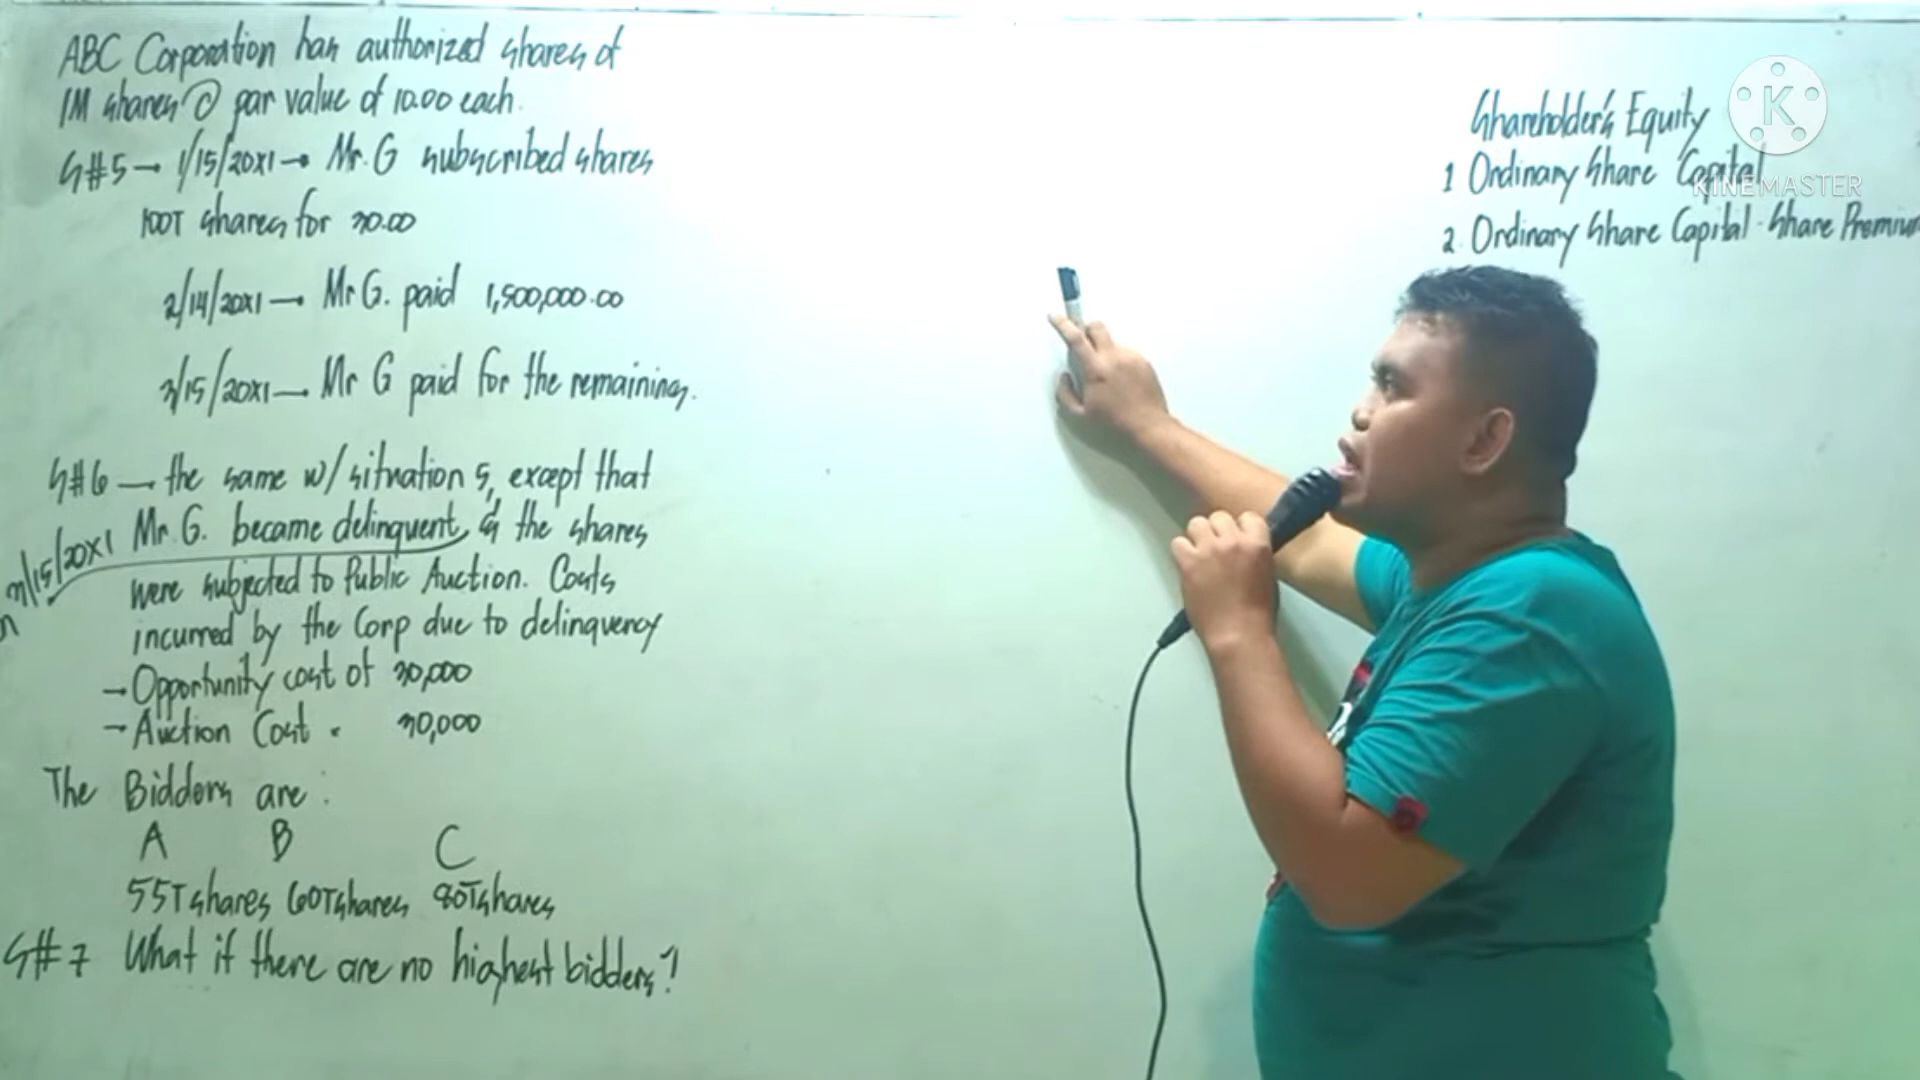 ABC Corporation has authorized shares of
1M shares @ par value of 10.00 each.
S#5 → 1/15/20X1 → Mr. G subscribed shares
100T shares for 30.00
2/14/20X1 → Mr G. paid 1,500,000.00
3/15/20X1 → Mr G paid for the remaining.
S#6 → the same w/ situation 5, except that
3/15/20X1 Mr. G. became delinquent & the shares
were subjected to Public Auction. Costs
incurred by the Corp due to delinquency
- Opportunity cost of 30,000
- Auction Cost - 30,000
The Bidders are:
A B C
55T shares 60T shares 80T shares
S#7 What if there are no highest bidders?
Shareholder's Equity
1 Ordinary Share Capital
2. Ordinary Share Capital - Share Premium
K
KINEMASTER